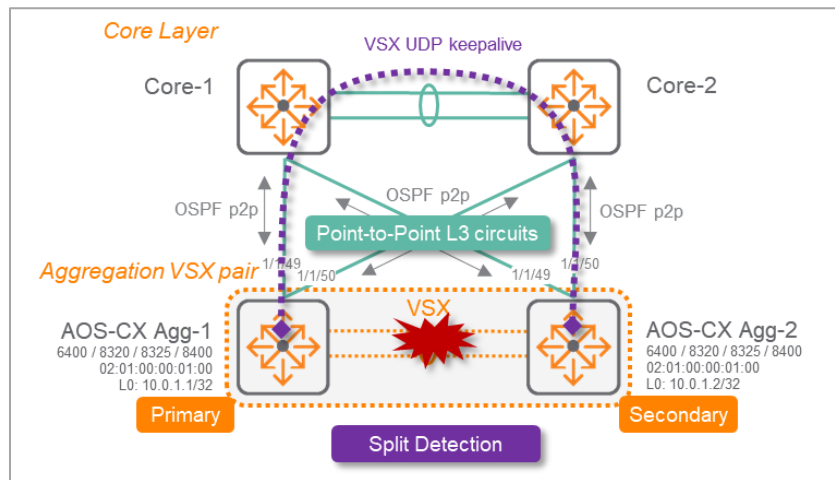 Core Layer
VSX UDP keepalive
Core-1
Core-2
OSPF p2p
OSPF p2p
OSPF p2p
Point-to-Point L3 circuits
Aggregation VSX pair
1/1/49
1/1/50
1/1/49
1/1/50
VSX
AOS-CX Agg-1
6400 / 8320 / 8325 / 8400
02:01:00:00:01:00
L0: 10.0.1.1/32
AOS-CX Agg-2
6400 / 8320 / 8325 / 8400
02:01:00:00:01:00
L0: 10.0.1.2/32
Primary
Secondary
Split Detection